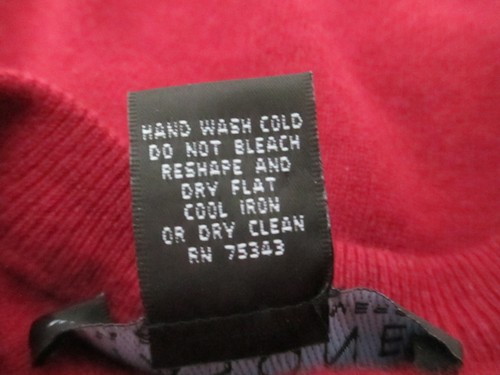 HAND WASH COLD
DO NOT BLEACH
RESHAPE AND
DRY FLAT
COOL IRON
OR DRY CLEAN
RN 75343